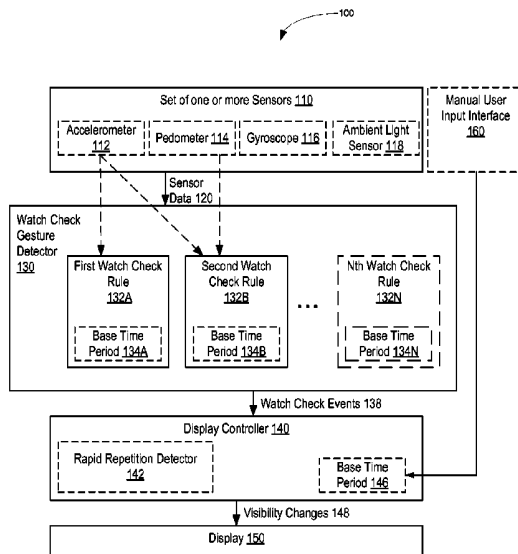 100
Set of one or more Sensors 110
Accelerometer
112
Pedometer 114
Gyroscope 116
Ambient Light
Sensor 118
Manual User
Input Interface
160
Sensor
Data 120
Watch Check
Gesture
Detector
130
First Watch Check
Rule
132A
Base Time
Period 134A
Second Watch
Check Rule
132B
Base Time
Period 134B
...
Nth Watch Check
Rule
132N
Base Time
Period 134N
Watch Check Events 138
Display Controller 140
Rapid Repetition Detector
142
Base Time
Period 146
Visibility Changes 148
Display 150